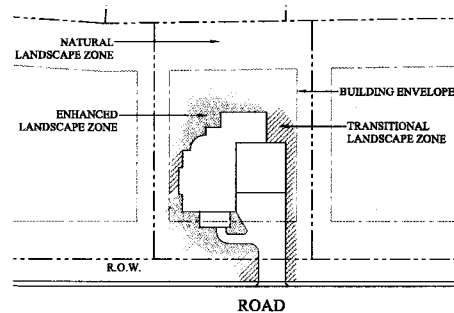 NATURAL
LANDSCAPE ZONE
BUILDING ENVELOPE
ENHANCED
LANDSCAPE ZONE
TRANSITIONAL
LANDSCAPE ZONE
R.O.W.
ROAD